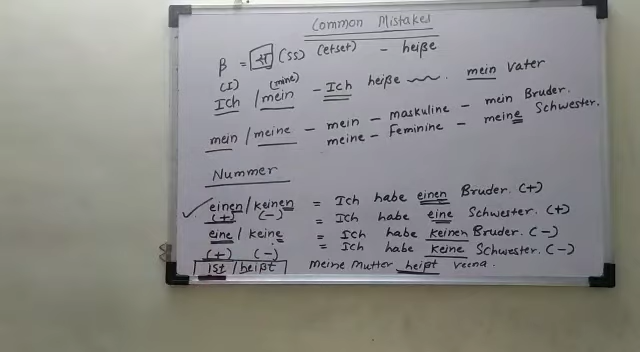 Common Mistakes
β = स (ss) (etset) - heiße
(I) (mine)
Ich / mein - Ich heiße ~~. mein Vater
mein / meine - mein - maskuline - mein Bruder.
meine - Feminine - meine Schwester.
Nummer
✓ einen / keinen = Ich habe einen Bruder. (+)
(+) (-) = Ich habe eine Schwester. (+)
eine / keine = Ich habe keinen Bruder. (-)
(+) (-) = Ich habe keine Schwester. (-)
ist / heißt Meine Mutter heißt Veena.